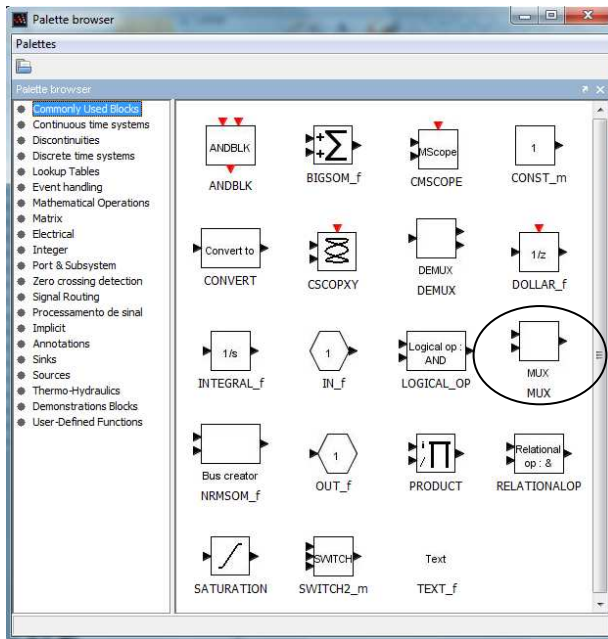 Palette browser
Palettes
Palette browser
Commonly Used Blocks
Continuous time systems
Discontinuities
Discrete time systems
Lookup Tables
Event handling
Mathematical Operations
Matrix
Electrical
Integer
Port & Subsystem
Zero crossing detection
Signal Routing
Processamento de sinal
Implicit
Annotations
Sinks
Sources
Thermo-Hydraulics
Demonstrations Blocks
User-Defined Functions
ANDBLK
ANDBLK
+
+
Σ
BIGSOM_f
MScope
CMSCOPE
1
CONST_m
Convert to
CONVERT
CSCOPXY
DEMUX
DEMUX
1/z
DOLLAR_f
1/s
INTEGRAL_f
1
IN_f
Logical op :
AND
LOGICAL_OP
MUX
MUX
Bus creator
NRMSOM_f
1
OUT_f
Π
PRODUCT
Relational
op : &
RELATIONALOP
SATURATION
SWITCH
SWITCH2_m
Text
TEXT_f